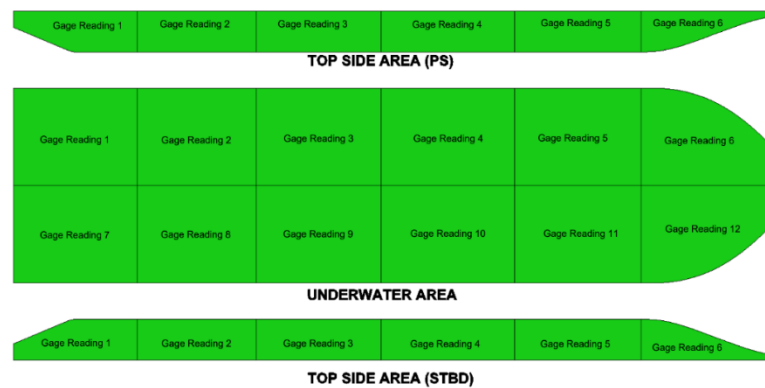 Gage Reading 1 Gage Reading 2 Gage Reading 3 Gage Reading 4 Gage Reading 5 Gage Reading 6
TOP SIDE AREA (PS)
Gage Reading 1 Gage Reading 2 Gage Reading 3 Gage Reading 4 Gage Reading 5 Gage Reading 6
Gage Reading 7 Gage Reading 8 Gage Reading 9 Gage Reading 10 Gage Reading 11 Gage Reading 12
UNDERWATER AREA
Gage Reading 1 Gage Reading 2 Gage Reading 3 Gage Reading 4 Gage Reading 5 Gage Reading 6
TOP SIDE AREA (STBD)